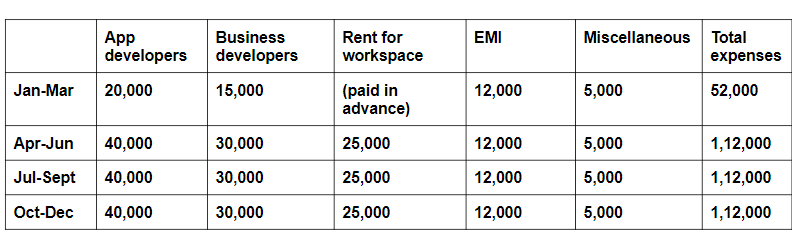 App developers Business developers Rent for workspace EMI Miscellaneous Total expenses
Jan-Mar 20,000 15,000 (paid in advance) 12,000 5,000 52,000
Apr-Jun 40,000 30,000 25,000 12,000 5,000 1,12,000
Jul-Sept 40,000 30,000 25,000 12,000 5,000 1,12,000
Oct-Dec 40,000 30,000 25,000 12,000 5,000 1,12,000